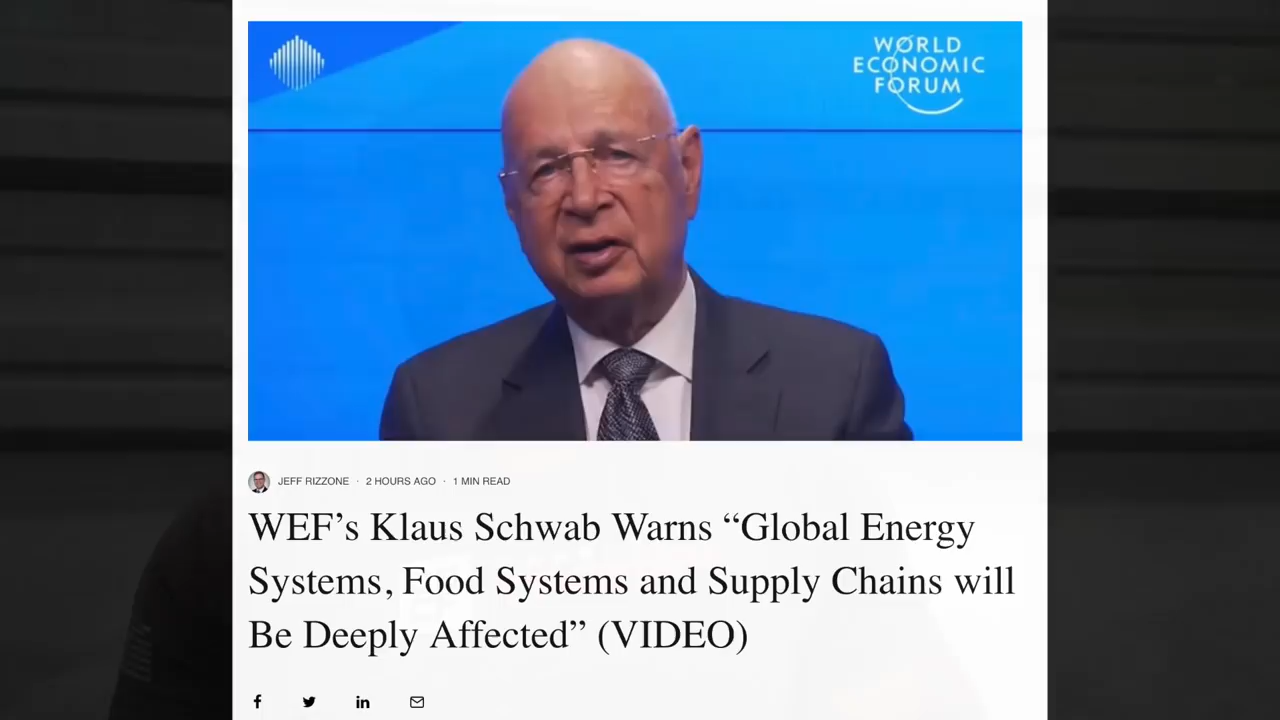 WORLD
ECONOMIC
FORUM
JEFF RIZZONE · 2 HOURS AGO · 1 MIN READ
WEF’s Klaus Schwab Warns “Global Energy
Systems, Food Systems and Supply Chains will
Be Deeply Affected” (VIDEO)